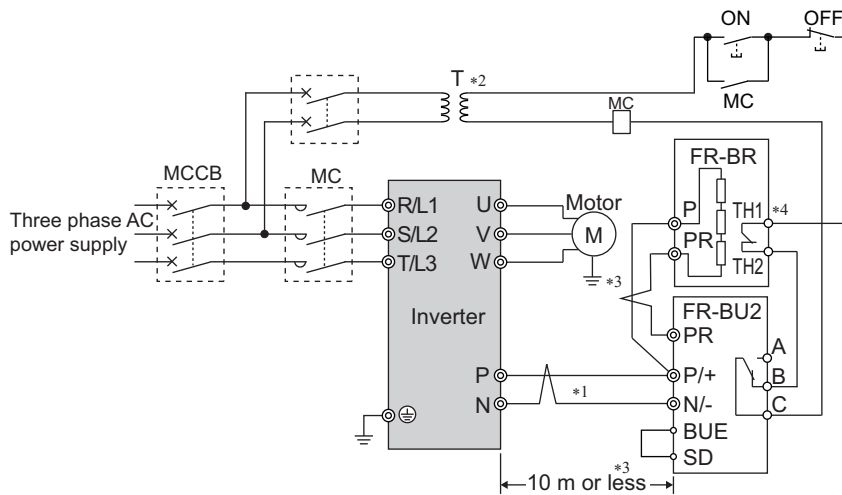 ON
OFF
T *2
MC
MC
FR-BR
MCCB
MC
P
TH1
*4
PR
TH2
Three phase AC
power supply
R/L1
S/L2
T/L3
U
V
W
Motor
M
*3
Inverter
FR-BU2
PR
A
P
P/+
B
N
*1
N/-
C
BUE
SD
*3
10 m or less